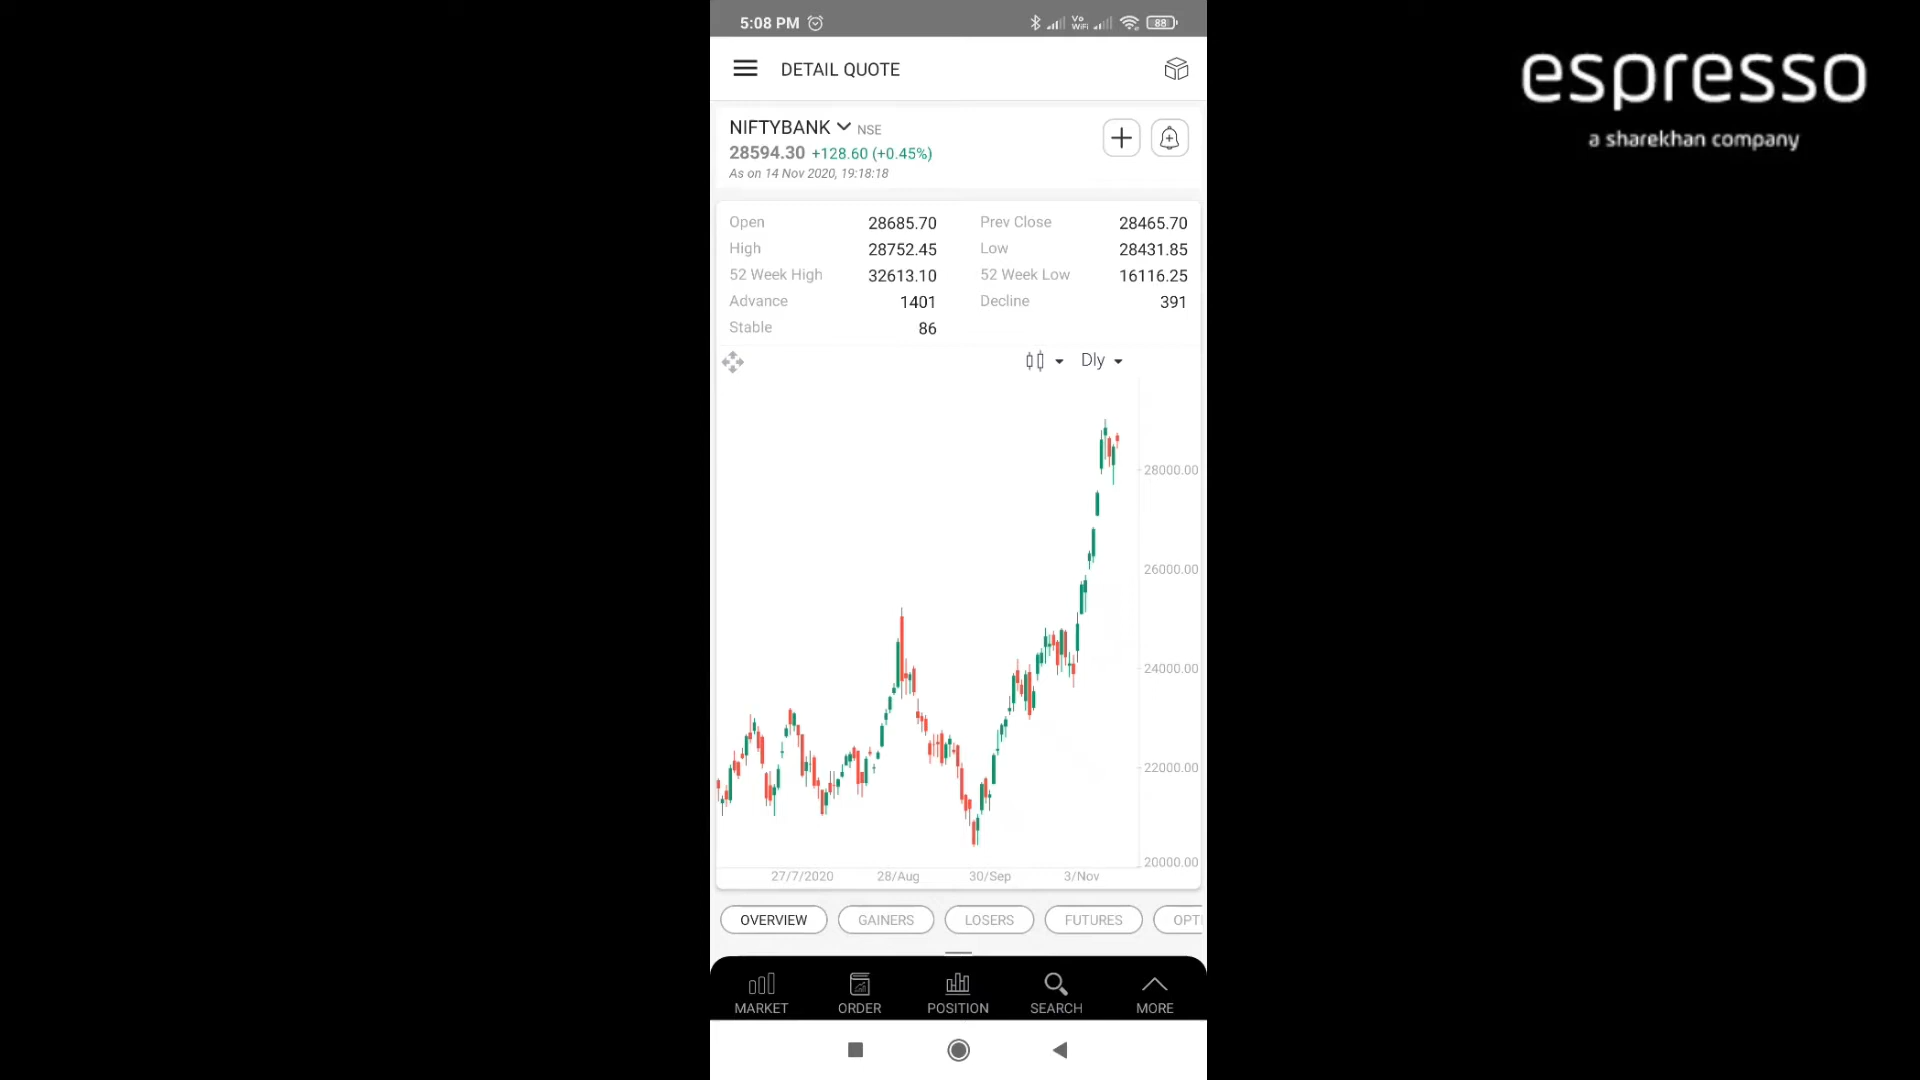 5:08 PM
Vo
WiFi
88
DETAIL QUOTE
espresso
a sharekhan company
NIFTYBANK NSE
28594.30 +128.60 (+0.45%)
As on 14 Nov 2020, 19:18:18
Open 28685.70 Prev Close 28465.70
High 28752.45 Low 28431.85
52 Week High 32613.10 52 Week Low 16116.25
Advance 1401 Decline 391
Stable 86
Dly
28000.00
26000.00
24000.00
22000.00
20000.00
27/7/2020 28/Aug 30/Sep 3/Nov
OVERVIEW GAINERS LOSERS FUTURES OPTI
MARKET ORDER POSITION SEARCH MORE